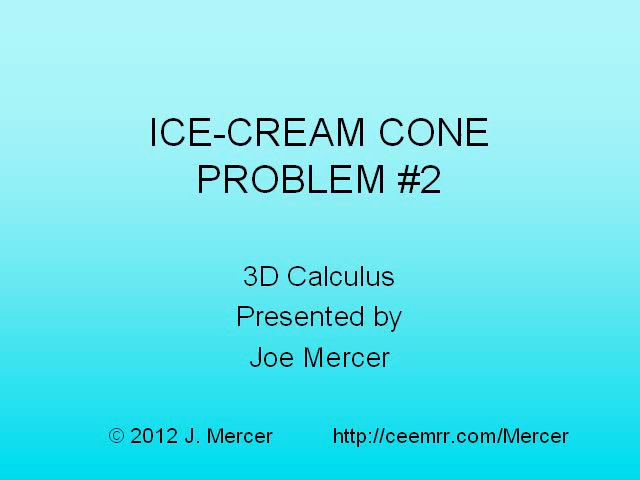 ICE-CREAM CONE
PROBLEM #2
3D Calculus
Presented by
Joe Mercer
© 2012 J. Mercer http://ceemrr.com/Mercer